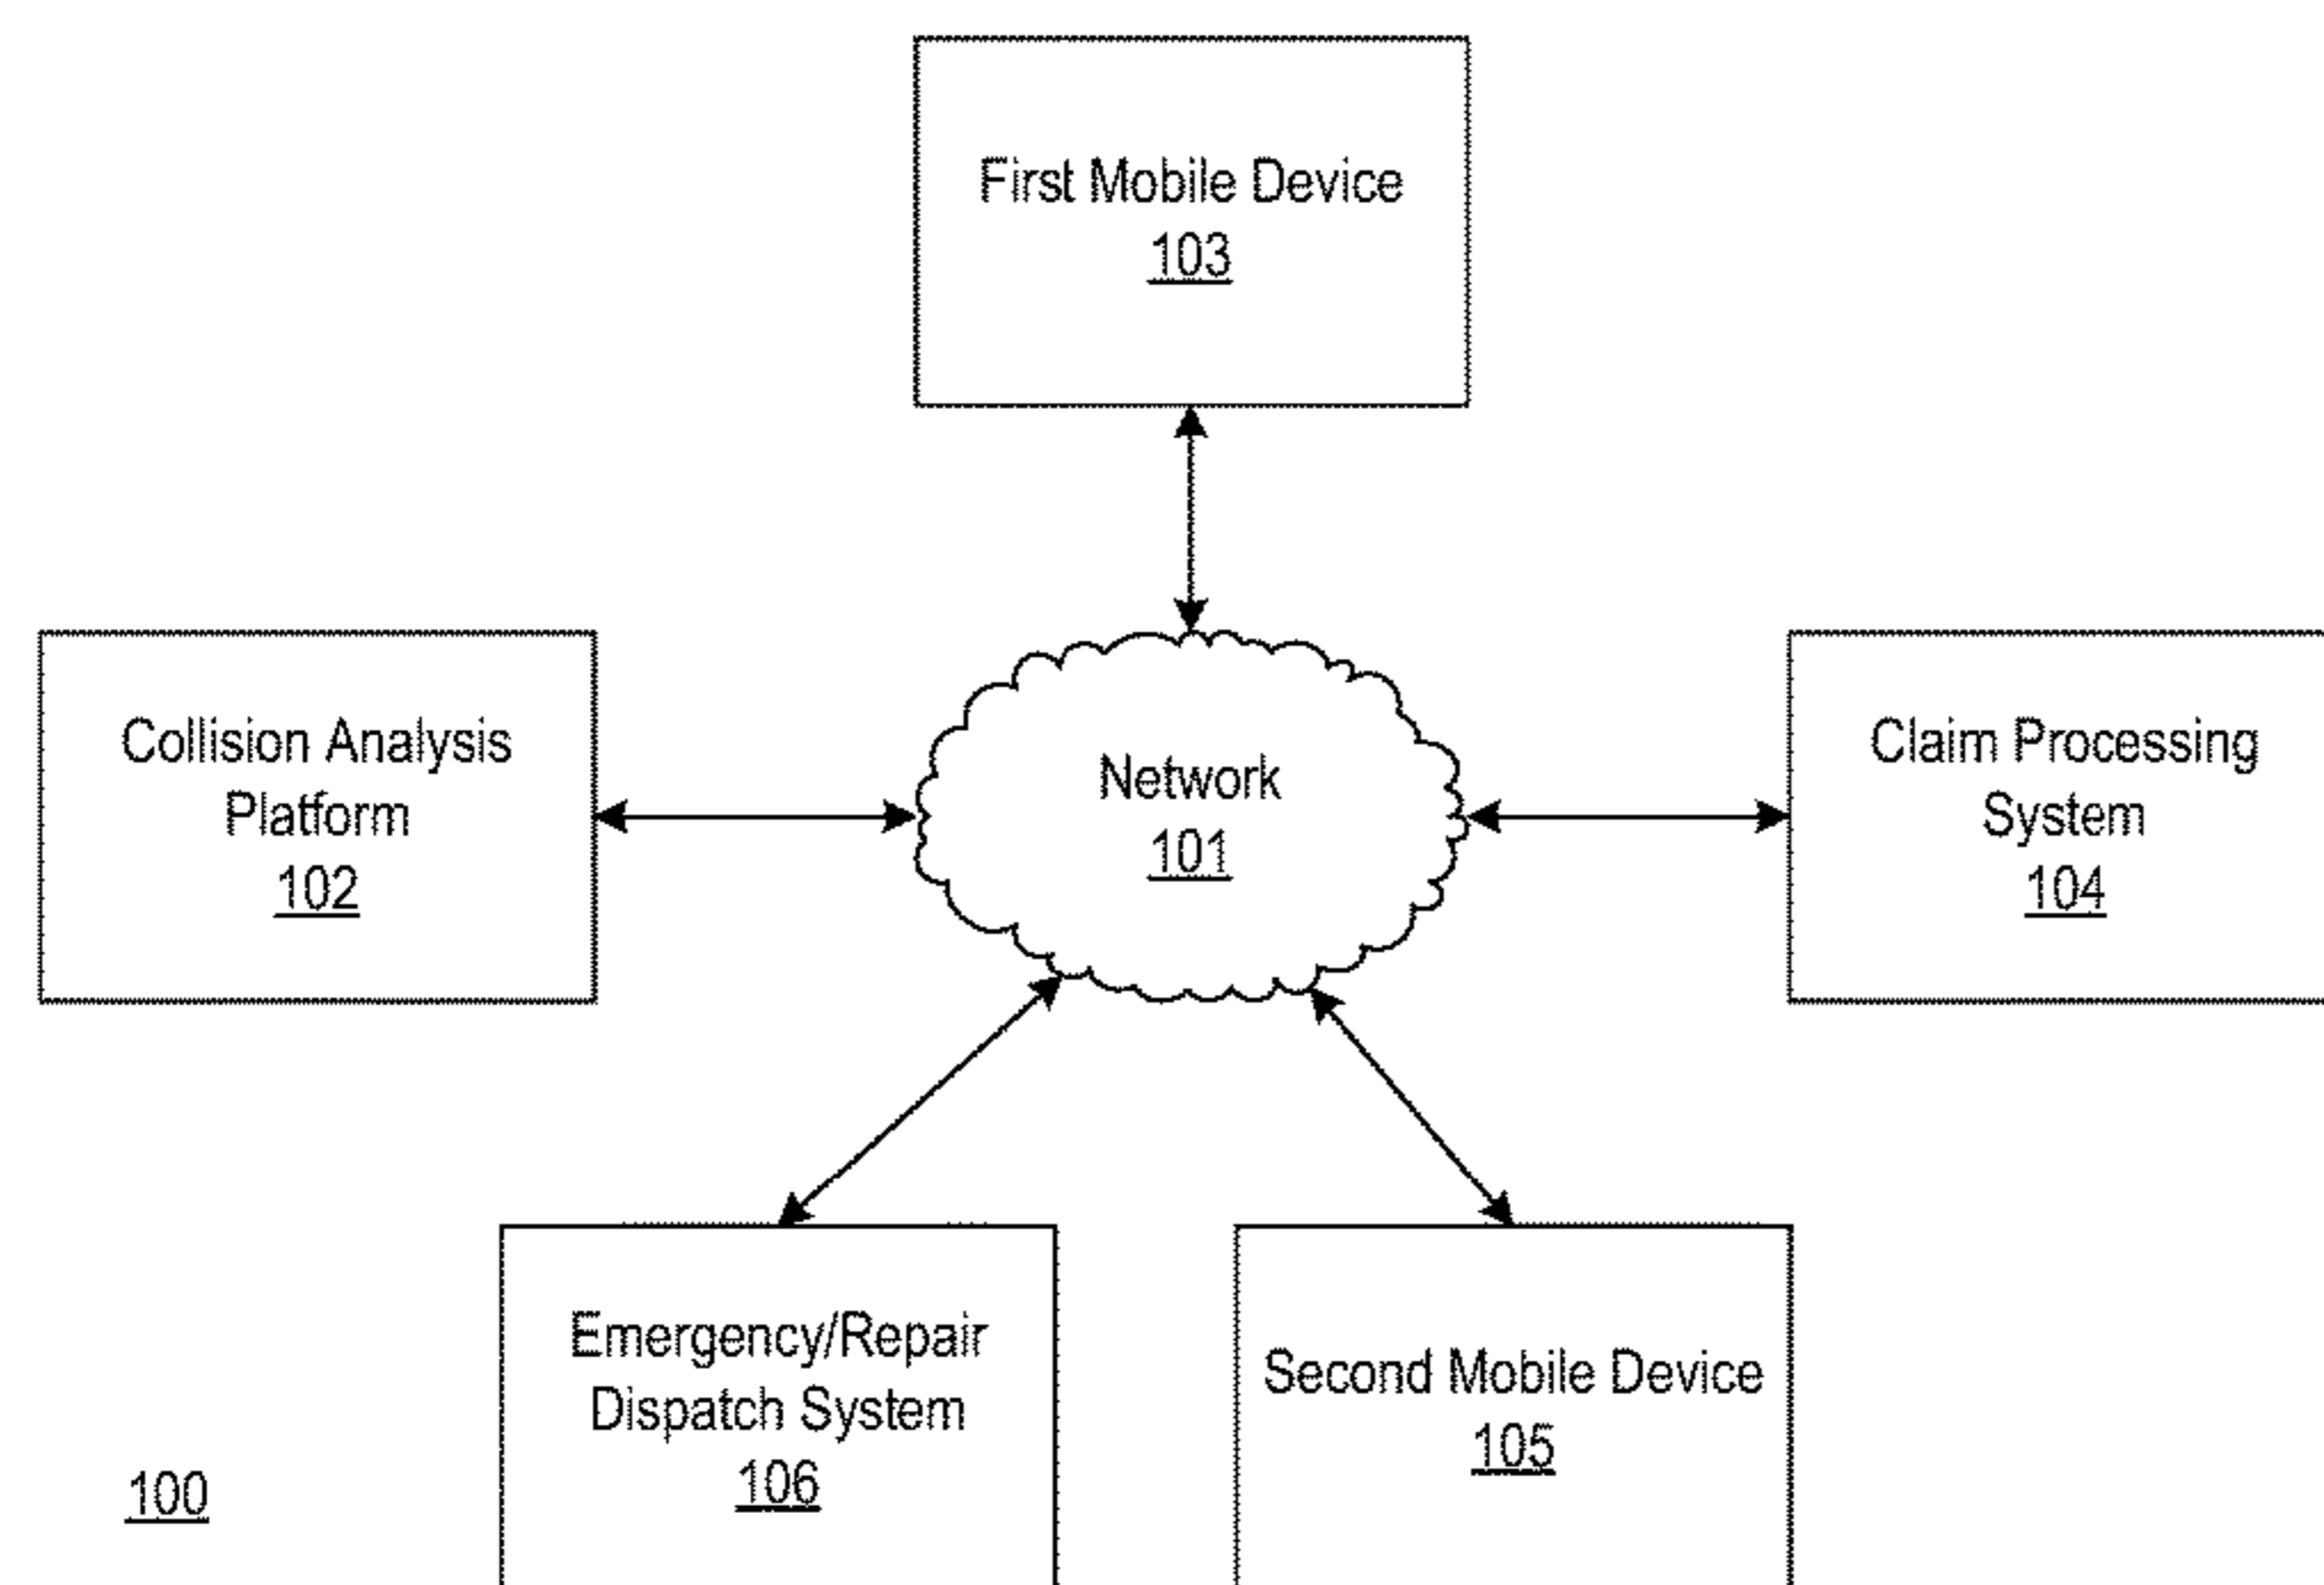 First Mobile Device
103
Collision Analysis
Platform
102
Network
101
Claim Processing
System
104
Emergency/Repair
Dispatch System
106
Second Mobile Device
105
100